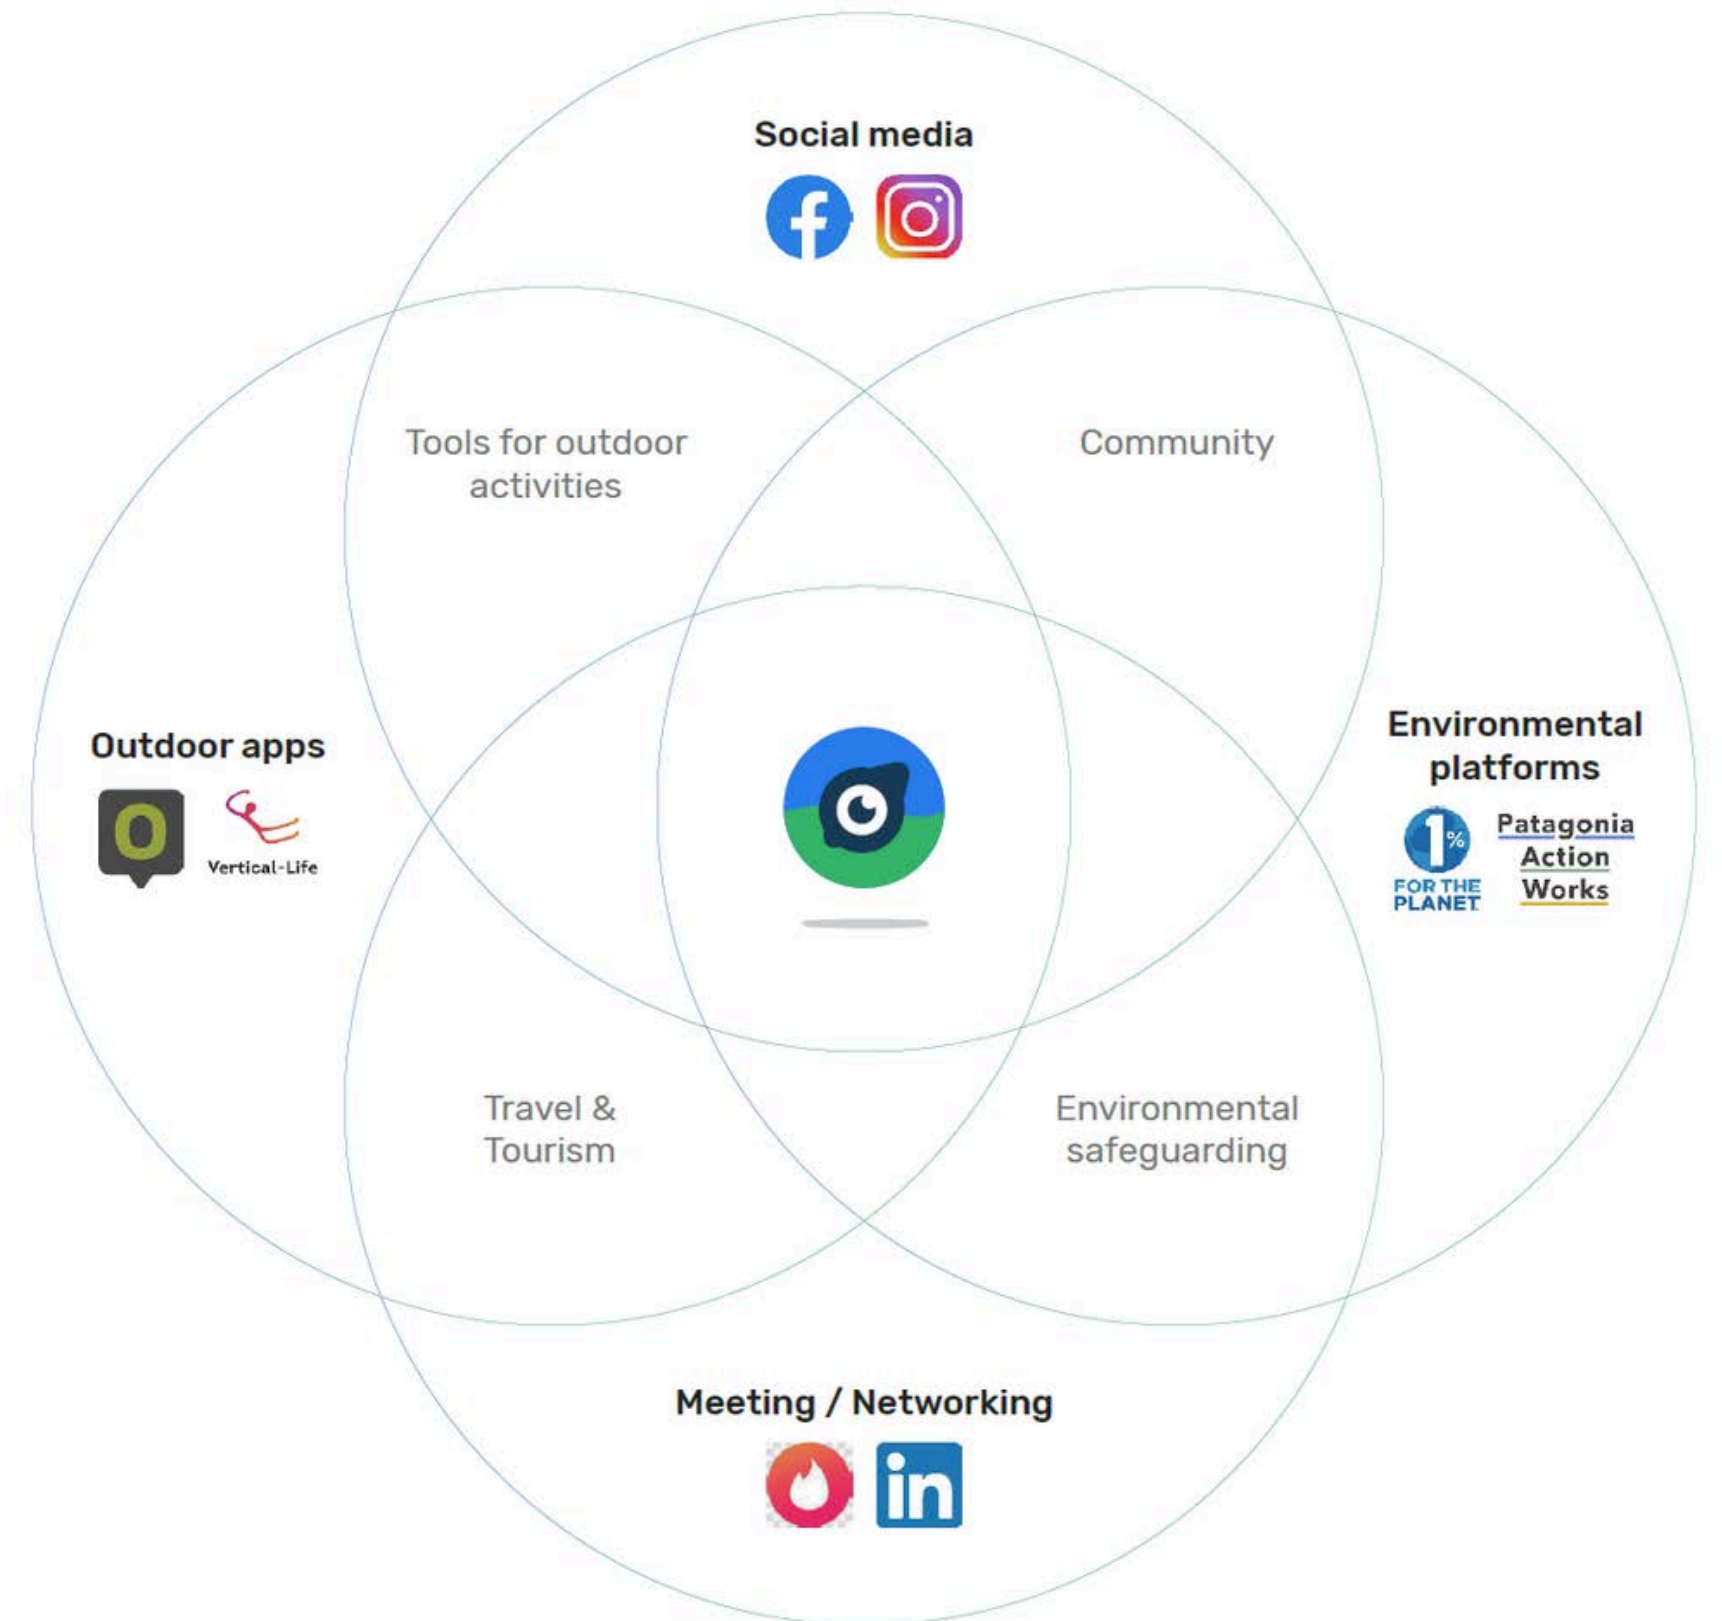 Social media
Tools for outdoor
activities
Community
Outdoor apps
O
Vertical-Life
Environmental
platforms
1%
FOR THE
PLANET
Patagonia
Action
Works
Travel &
Tourism
Environmental
safeguarding
Meeting / Networking
in